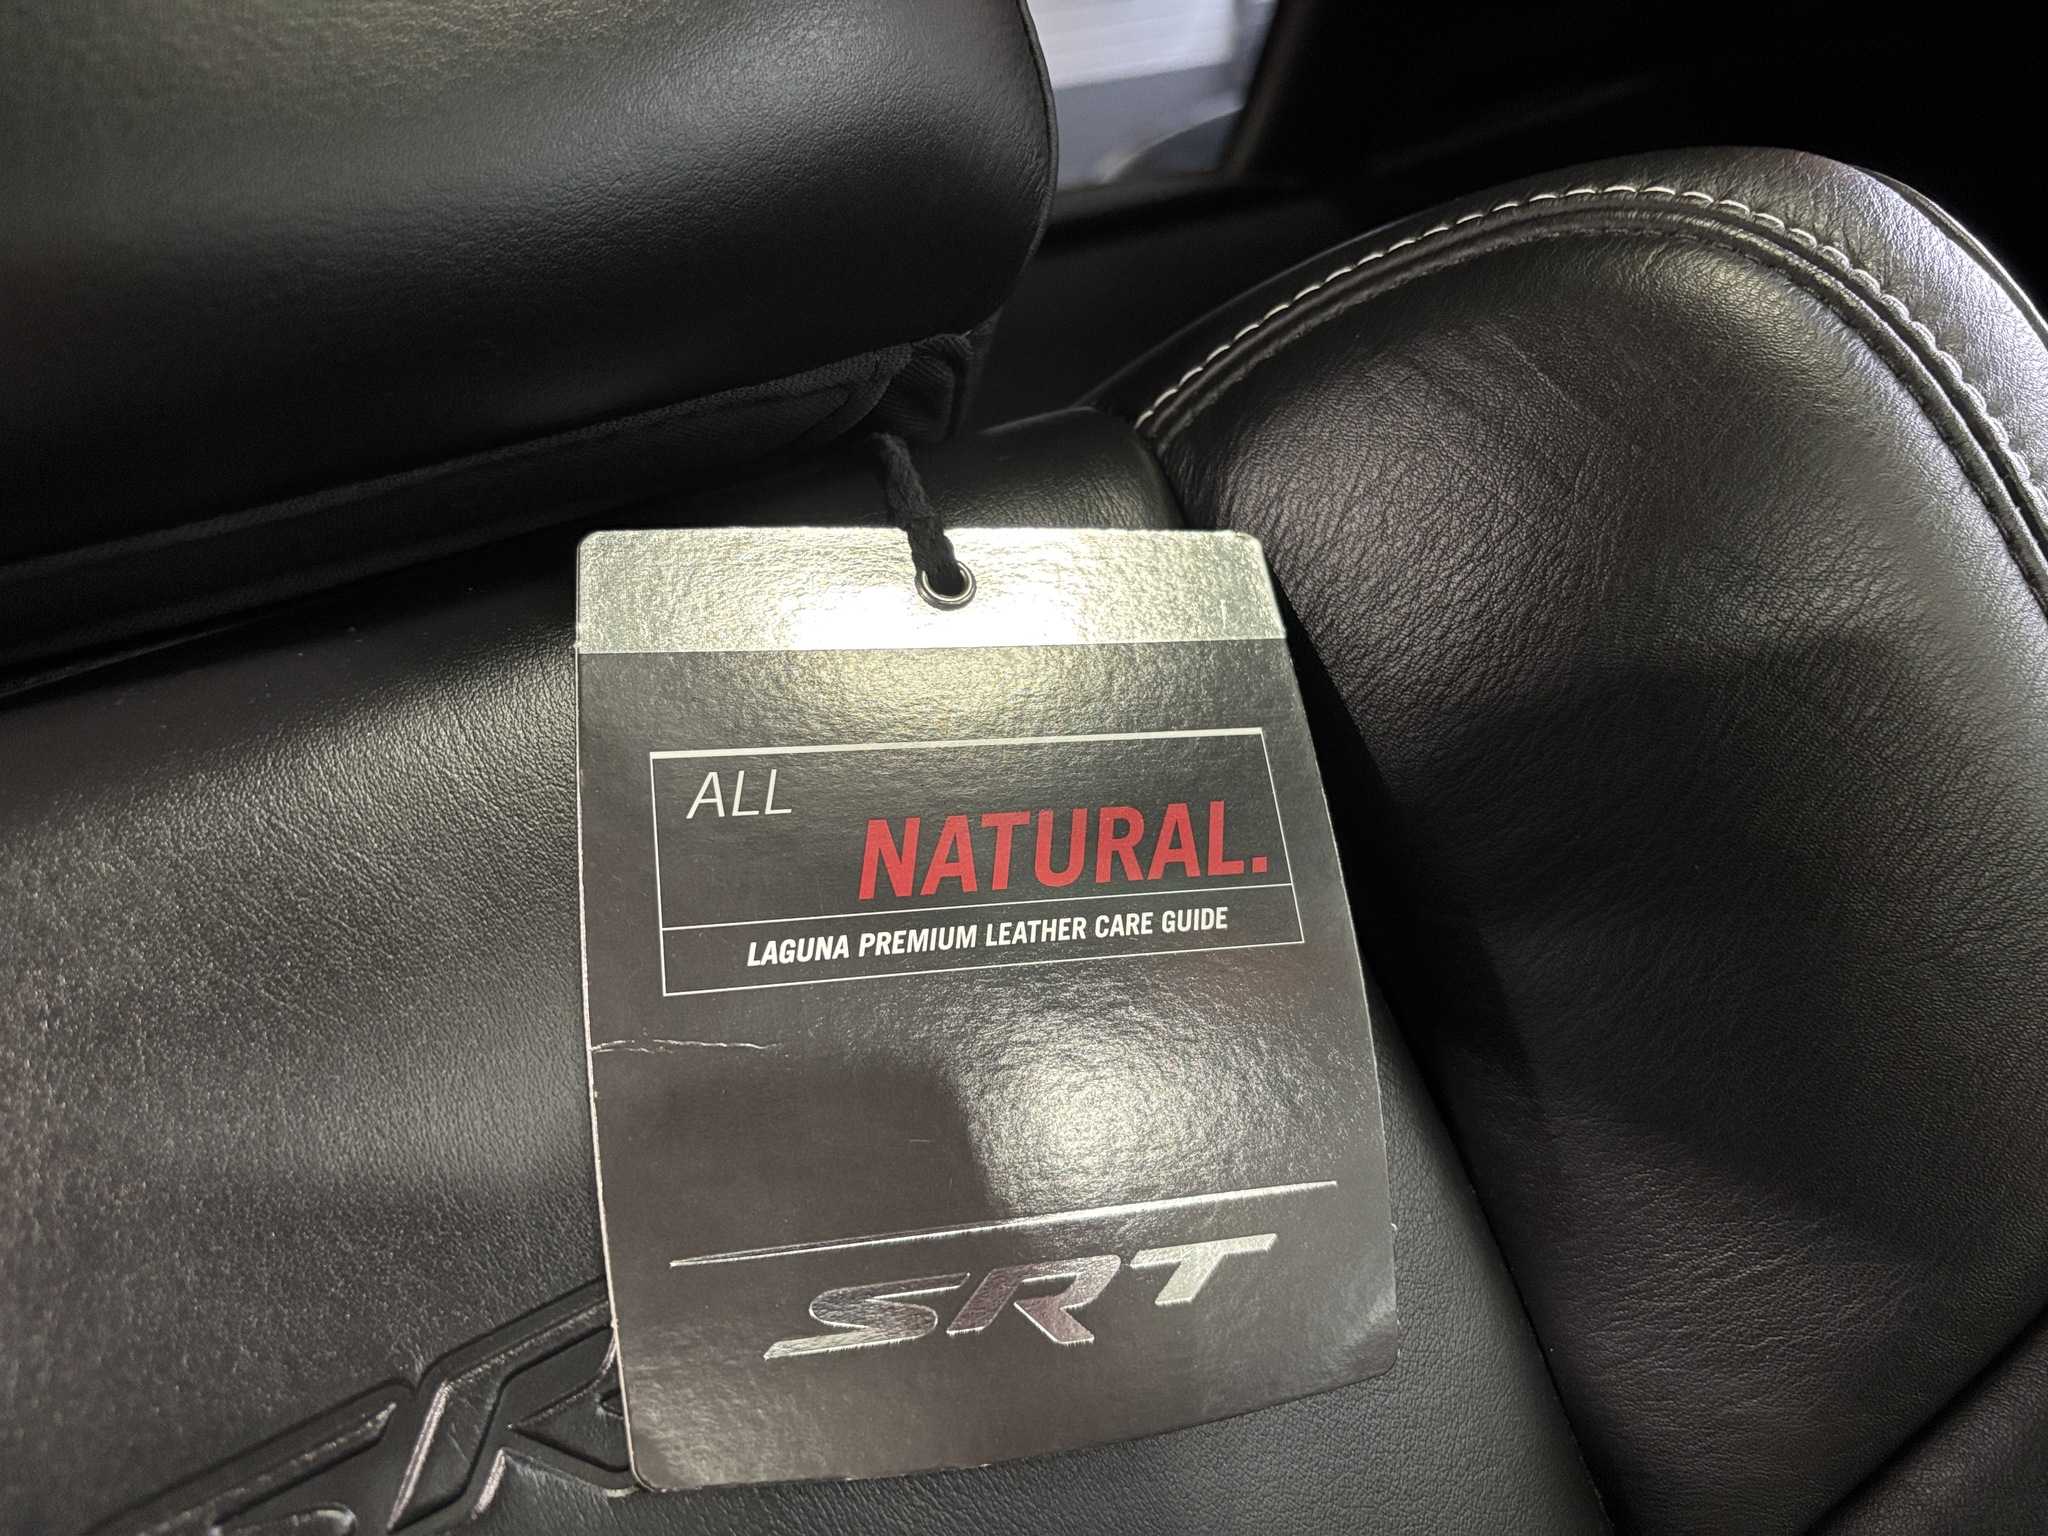 ALL
NATURAL.
LAGUNA PREMIUM LEATHER CARE GUIDE
SRT